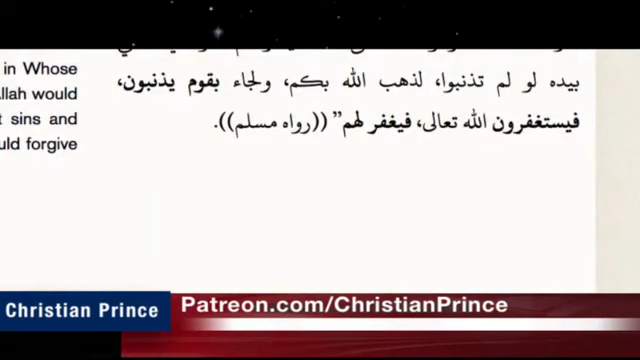 in Whose
بيده لو لم تذنبوا، لذهب الله بكم، ولجاء بقوم يذنبون،
Allah would
t sins and
فيستغفرون الله تعالى، فيغفر لهم” ((رواه مسلم)).
uld forgive
Christian Prince
Patreon.com/ChristianPrince